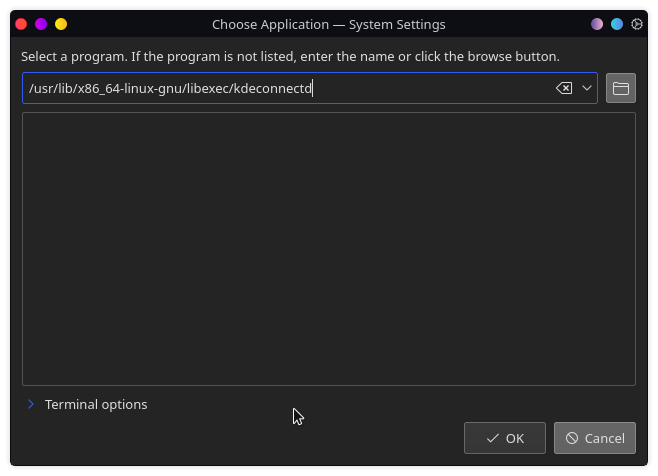 Choose Application — System Settings
Select a program. If the program is not listed, enter the name or click the browse button.
/usr/lib/x86_64-linux-gnu/libexec/kdeconnectd
Terminal options
OK
Cancel